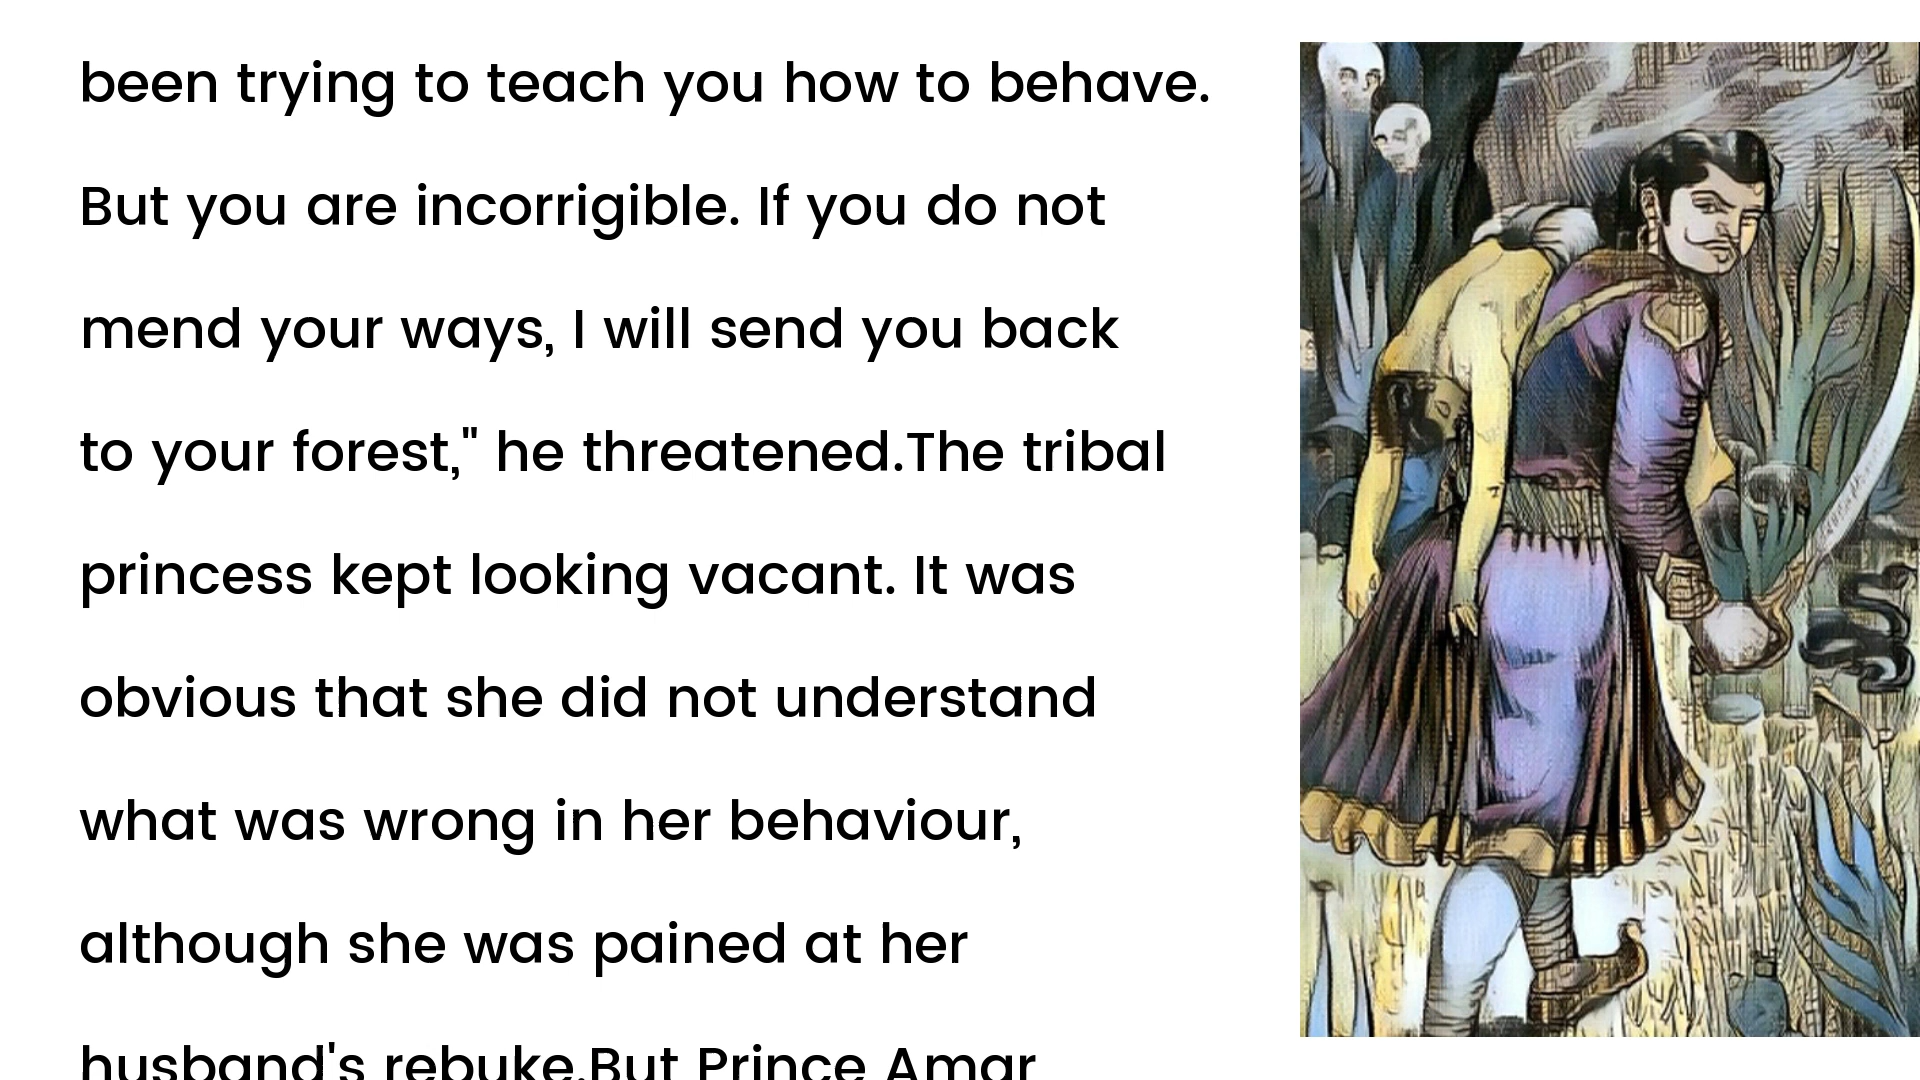 been trying to teach you how to behave.
But you are incorrigible. If you do not
mend your ways, I will send you back
to your forest," he threatened.The tribal
princess kept looking vacant. It was
obvious that she did not understand
what was wrong in her behaviour,
although she was pained at her
husband's rebuke.But Prince Amar